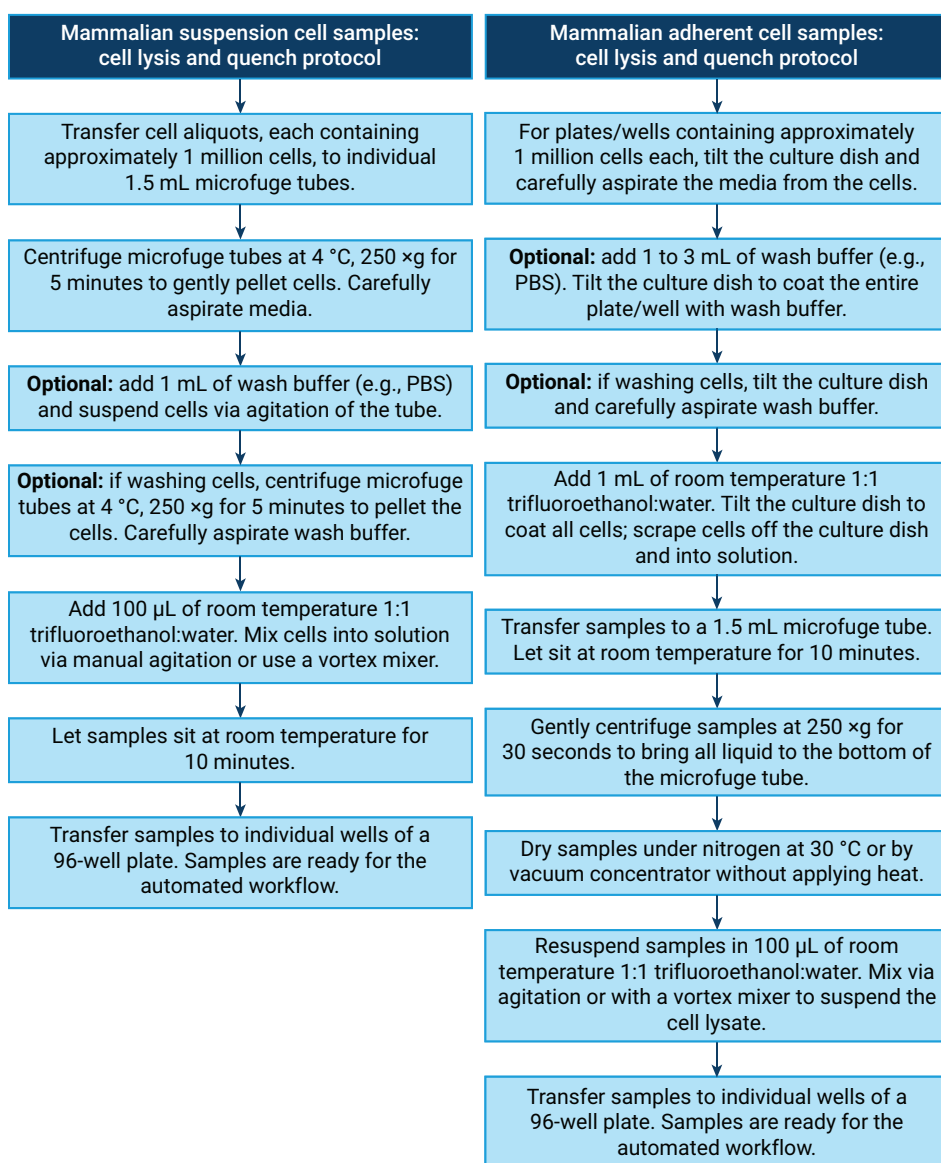 Mammalian suspension cell samples:
cell lysis and quench protocol
Transfer cell aliquots, each containing
approximately 1 million cells, to individual
1.5 mL microfuge tubes.
Centrifuge microfuge tubes at 4 °C, 250 ×g for
5 minutes to gently pellet cells. Carefully
aspirate media.
Optional: add 1 mL of wash buffer (e.g., PBS)
and suspend cells via agitation of the tube.
Optional: if washing cells, centrifuge microfuge
tubes at 4 °C, 250 ×g for 5 minutes to pellet the
cells. Carefully aspirate wash buffer.
Add 100 µL of room temperature 1:1
trifluoroethanol:water. Mix cells into solution
via manual agitation or use a vortex mixer.
Let samples sit at room temperature for
10 minutes.
Transfer samples to individual wells of a
96-well plate. Samples are ready for the
automated workflow.
Mammalian adherent cell samples:
cell lysis and quench protocol
For plates/wells containing approximately
1 million cells each, tilt the culture dish and
carefully aspirate the media from the cells.
Optional: add 1 to 3 mL of wash buffer (e.g.,
PBS). Tilt the culture dish to coat the entire
plate/well with wash buffer.
Optional: if washing cells, tilt the culture dish
and carefully aspirate wash buffer.
Add 1 mL of room temperature 1:1
trifluoroethanol:water. Tilt the culture dish to
coat all cells; scrape cells off the culture dish
and into solution.
Transfer samples to a 1.5 mL microfuge tube.
Let sit at room temperature for 10 minutes.
Gently centrifuge samples at 250 ×g for
30 seconds to bring all liquid to the bottom of
the microfuge tube.
Dry samples under nitrogen at 30 °C or by
vacuum concentrator without applying heat.
Resuspend samples in 100 µL of room
temperature 1:1 trifluoroethanol:water. Mix via
agitation or with a vortex mixer to suspend the
cell lysate.
Transfer samples to individual wells of a
96-well plate. Samples are ready for the
automated workflow.